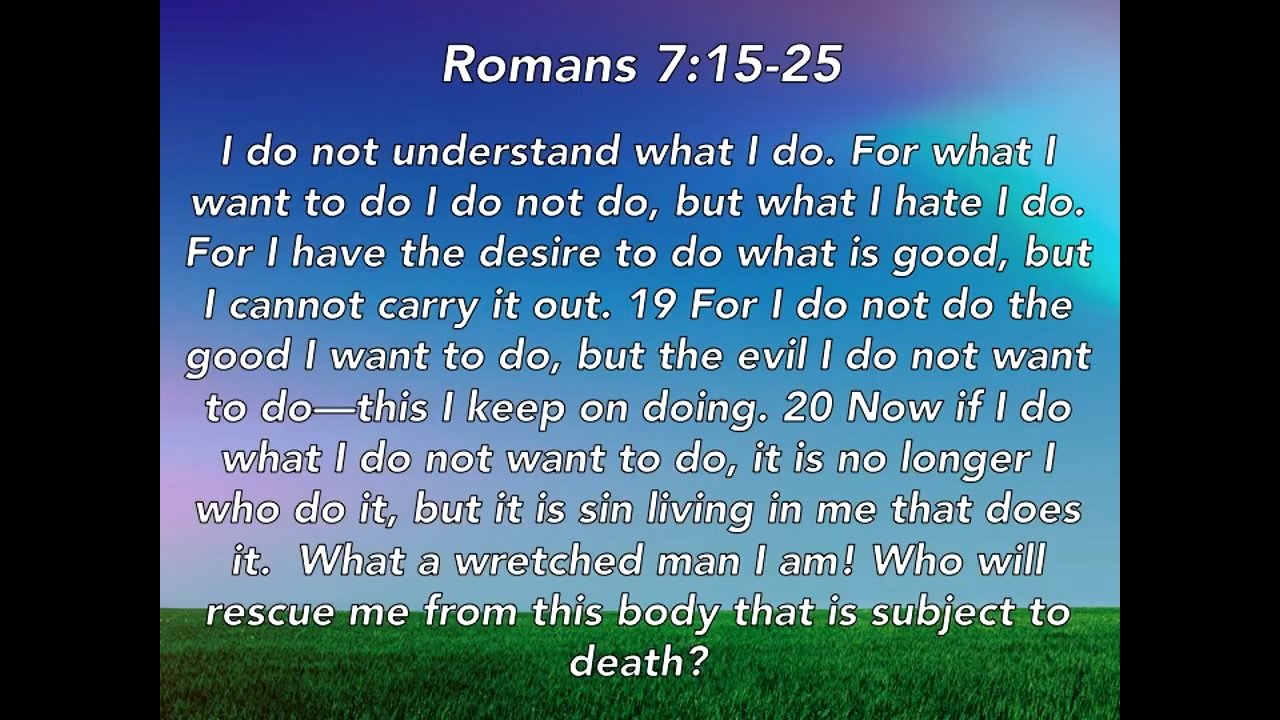 Romans 7:15-25
I do not understand what I do. For what I
want to do I do not do, but what I hate I do.
For I have the desire to do what is good, but
I cannot carry it out. 19 For I do not do the
good I want to do, but the evil I do not want
to do—this I keep on doing. 20 Now if I do
what I do not want to do, it is no longer I
who do it, but it is sin living in me that does
it.  What a wretched man I am! Who will
rescue me from this body that is subject to
death?